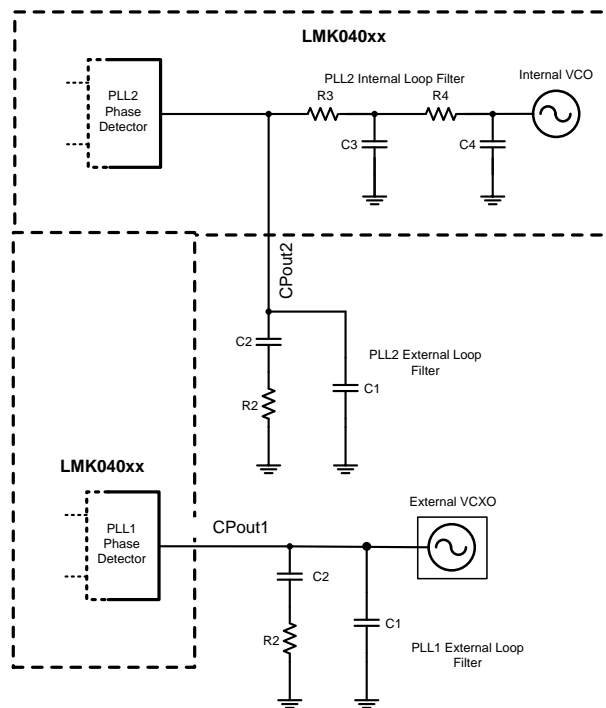 LMK040xx
PLL2 Internal Loop Filter
Internal VCO
PLL2
Phase
Detector
R3
R4
C3
C4
CPout2
C2
R2
C1
PLL2 External Loop
Filter
LMK040xx
PLL1
Phase
Detector
CPout1
External VCXO
C2
R2
C1
PLL1 External Loop
Filter